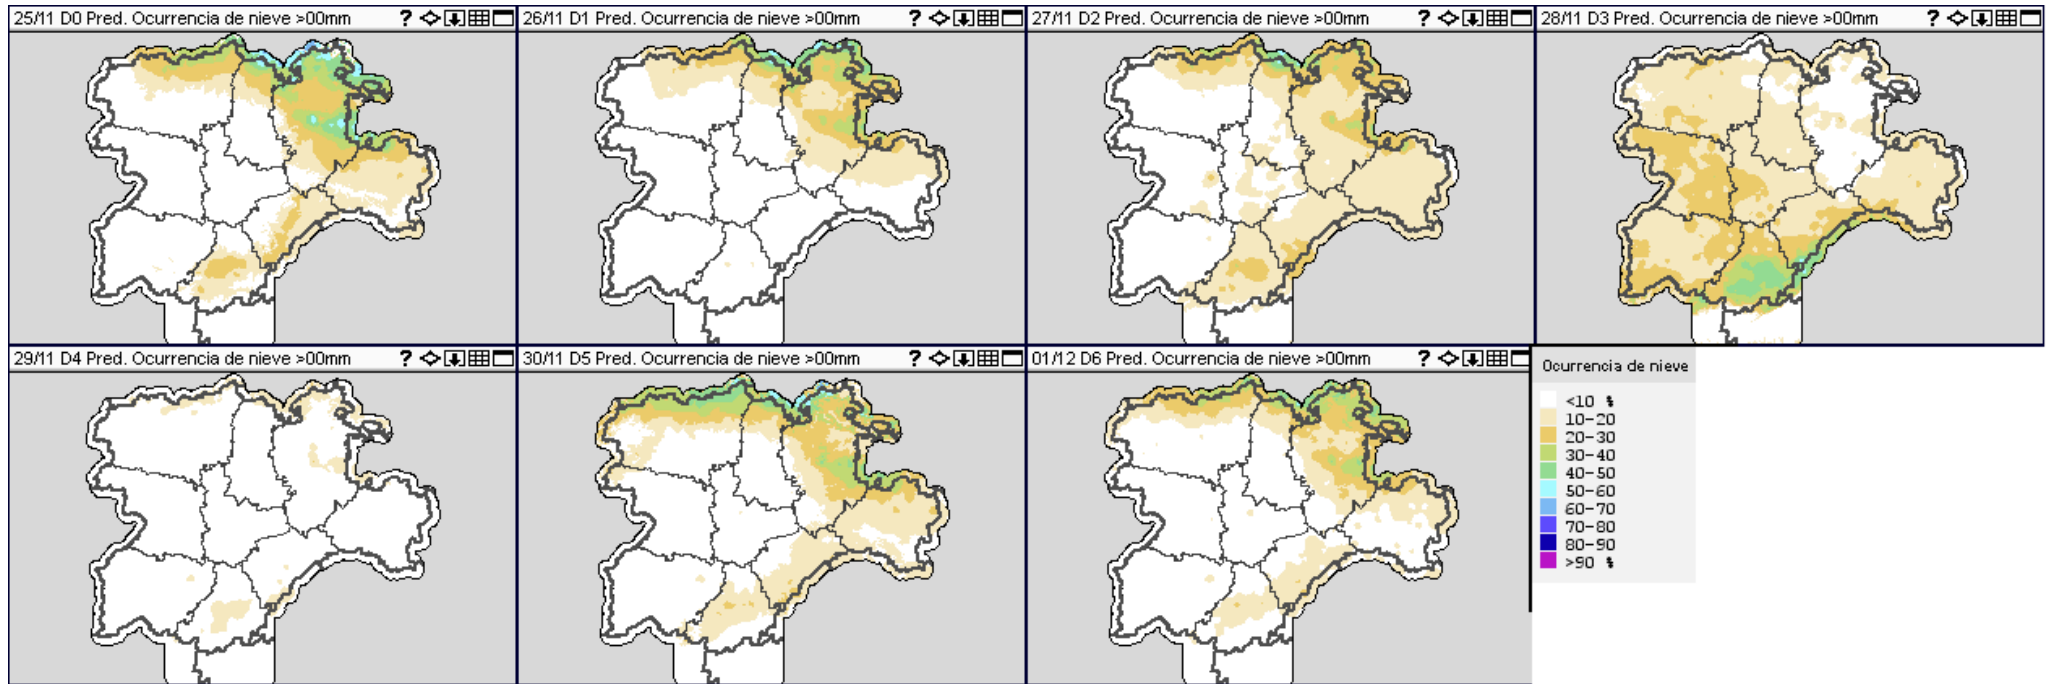 25/11 D0 Pred. Ocurrencia de nieve >00mm ?
26/11 D1 Pred. Ocurrencia de nieve >00mm ?
27/11 D2 Pred. Ocurrencia de nieve >00mm ?
28/11 D3 Pred. Ocurrencia de nieve >00mm ?
29/11 D4 Pred. Ocurrencia de nieve >00mm ?
30/11 D5 Pred. Ocurrencia de nieve >00mm ?
01/12 D6 Pred. Ocurrencia de nieve >00mm ?
Ocurrencia de nieve
<10 %
10-20
20-30
30-40
40-50
50-60
60-70
70-80
80-90
>90 %